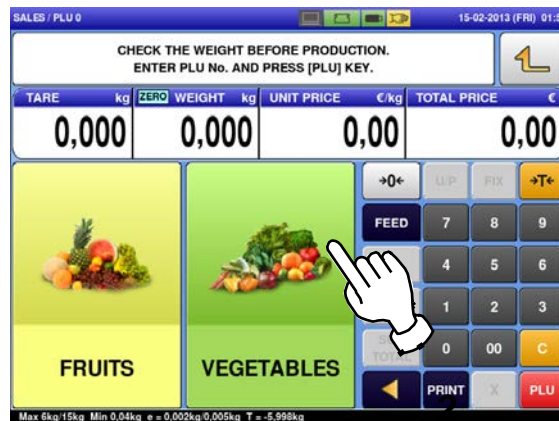 SALES / PLU 0
15-02-2013 (FRI) 01:5
CHECK THE WEIGHT BEFORE PRODUCTION.
ENTER PLU No. AND PRESS [PLU] KEY.
TARE kg ZERO WEIGHT kg UNIT PRICE €/kg TOTAL PRICE €
0,000 0,000 0,00 0,00
→0← U/P FIX →T←
FEED 7 8 9
4 5 6
1 2 3
TOTAL 0 00 C
PRINT X PLU
FRUITS VEGETABLES
Max 6kg/15kg Min 0,04kg e = 0,002kg/0,005kg T = -5,998kg